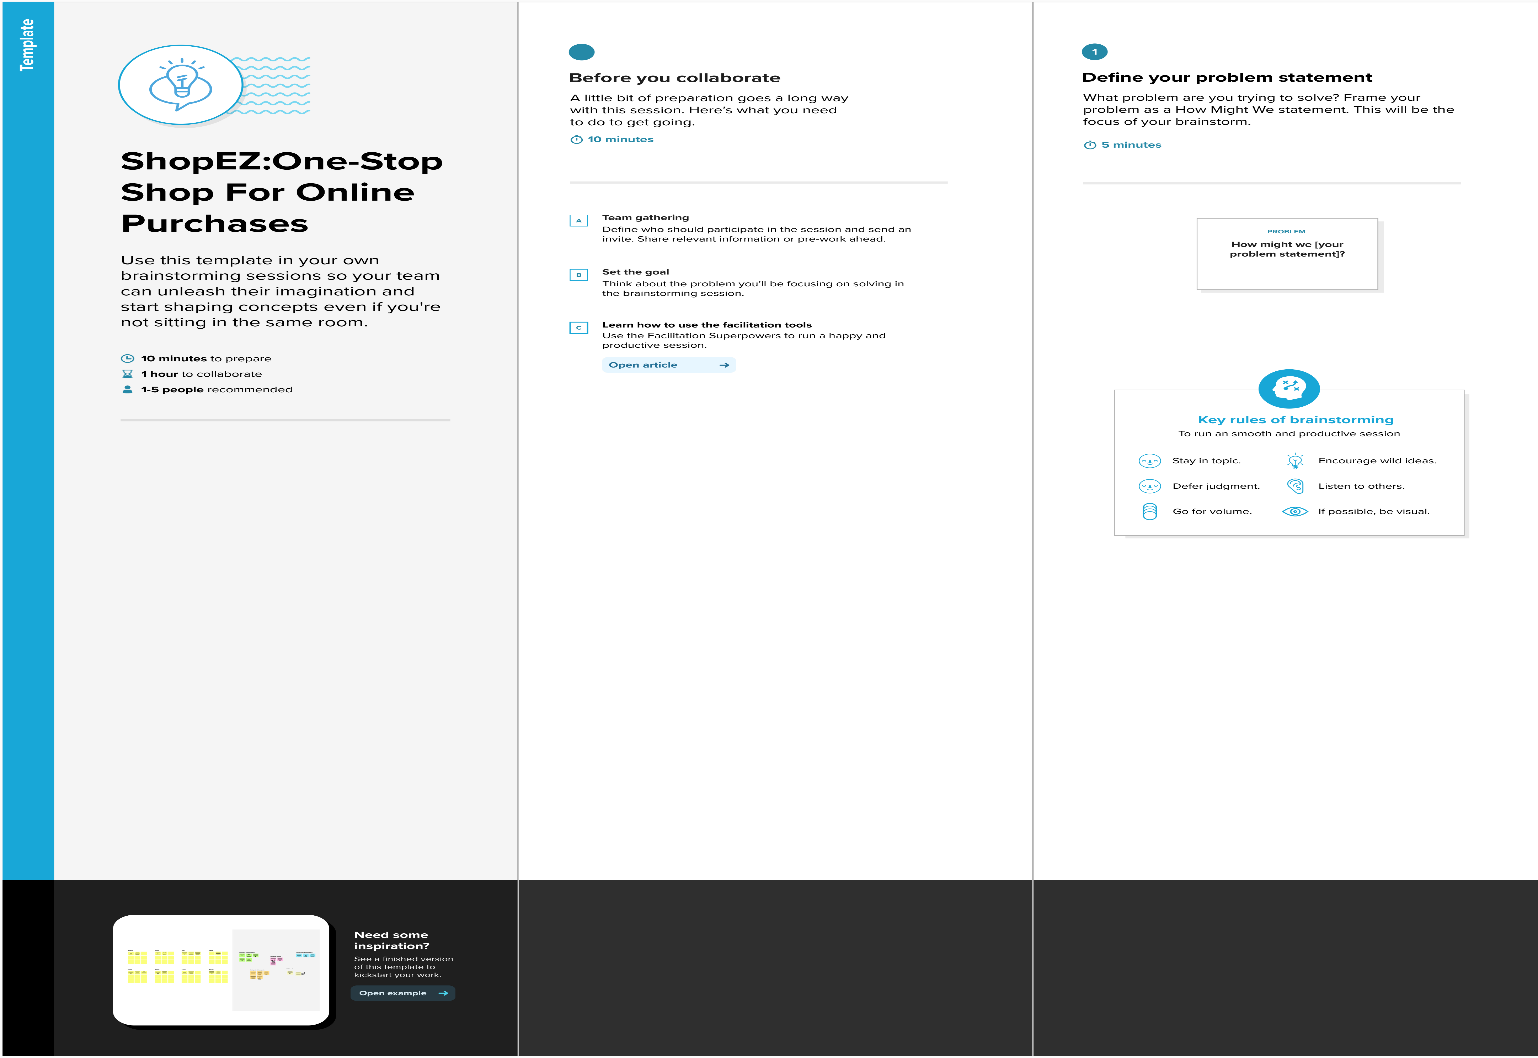 Template
ShopEZ:One-Stop
Shop For Online
Purchases
Use this template in your own
brainstorming sessions so your team
can unleash their imagination and
start shaping concepts even if you're
not sitting in the same room.
10 minutes to prepare
1 hour to collaborate
1-5 people recommended
Need some
inspiration?
See a finished version
of this template to
kickstart your work.
Open example
Before you collaborate
A little bit of preparation goes a long way
with this session. Here's what you need
to do to get going.
10 minutes
A
Team gathering
Define who should participate in the session and send an
invite. Share relevant information or pre-work ahead.
B
Set the goal
Think about the problem you'll be focusing on solving in
the brainstorming session.
C
Learn how to use the facilitation tools
Use the Facilitation Superpowers to run a happy and
productive session.
Open article
1
Define your problem statement
What problem are you trying to solve? Frame your
problem as a How Might We statement. This will be the
focus of your brainstorm.
5 minutes
PROBLEM
How might we [your
problem statement]?
Key rules of brainstorming
To run an smooth and productive session
Stay in topic.
Encourage wild ideas.
Defer judgment.
Listen to others.
Go for volume.
If possible, be visual.